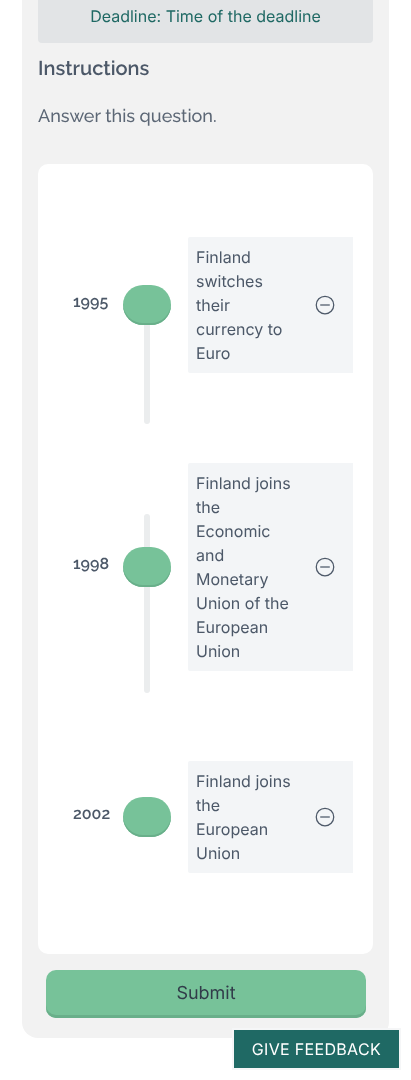 Deadline: Time of the deadline
Instructions
Answer this question.
1995
Finland
switches
their
currency to
Euro
1998
Finland joins
the
Economic
and
Monetary
Union of the
European
Union
2002
Finland joins
the
European
Union
Submit
GIVE FEEDBACK